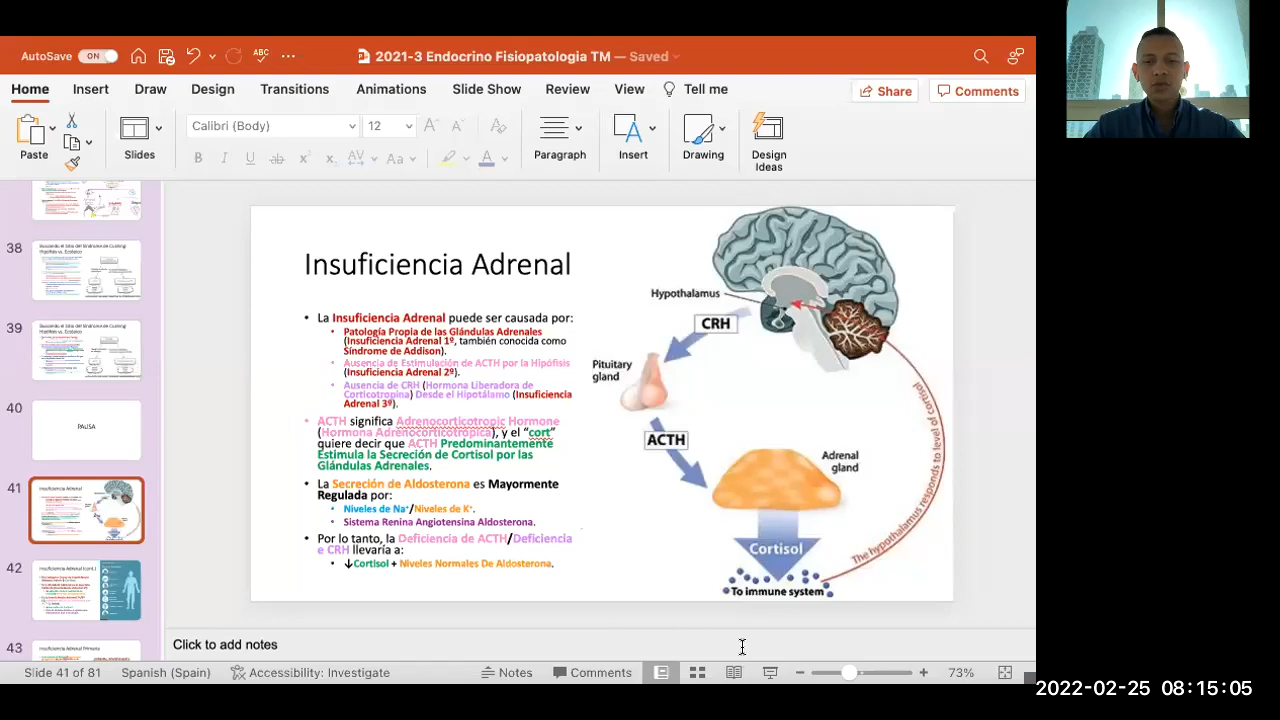 AutoSave ON
2021-3 Endocrino Fisiopatologia TM — Saved
Home Insert Draw Design Transitions Animations Slide Show Review View Tell me
Share Comments
Calibri (Body) 12
Paste Slides Paragraph Insert Drawing Design
Ideas
38
39
40
PAUSA
41
Insuficiencia Adrenal
42
43
Insuficiencia Adrenal
• La Insuficiencia Adrenal puede ser causada por:
• Patología Propia de las Glándulas Adrenales
(Insuficiencia Adrenal 1º, también conocida como
Síndrome de Addison).
• Ausencia de Estimulación de ACTH por la Hipófisis
(Insuficiencia Adrenal 2º).
• Ausencia de CRH (Hormona Liberadora de
Corticotropina) Desde el Hipotálamo (Insuficiencia
Adrenal 3º).
• ACTH significa Adrenocorticotropic Hormone
(Hormona Adrenocorticotropica), y el “cort”
quiere decir que ACTH Predominantemente
Estimula la Secreción de Cortisol por las
Glándulas Adrenales.
• La Secreción de Aldosterona es Mayormente
Regulada por:
• Niveles de Na⁺/Niveles de K⁺.
• Sistema Renina Angiotensina Aldosterona.
• Por lo tanto, la Deficiencia de ACTH/Deficiencia
e CRH llevaría a:
• ↓Cortisol + Niveles Normales De Aldosterona.
Hypothalamus
CRH
Pituitary
gland
ACTH
Adrenal
gland
Cortisol
To immune system
The hypothalamus responds to level of cortisol
Click to add notes
Slide 41 of 81 Spanish (Spain) Accessibility: Investigate Notes Comments 73%
2022-02-25 08:15:05